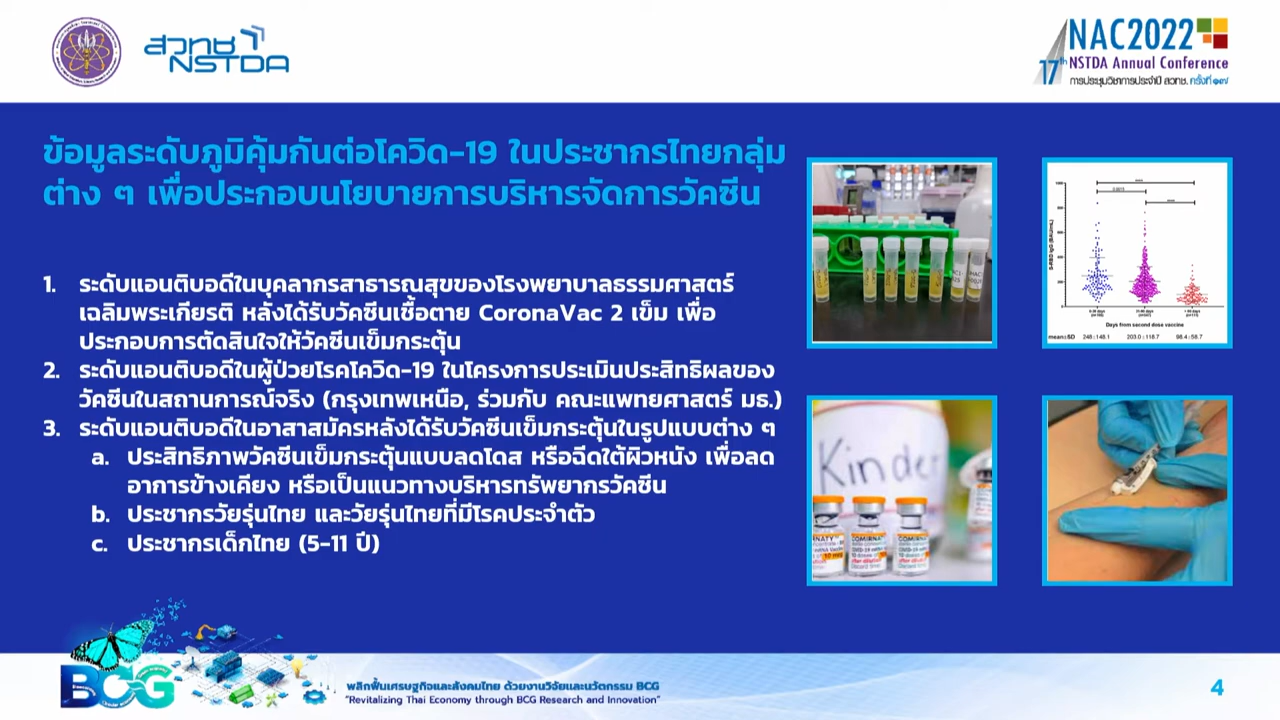 สวทช
NSTDA
NAC2022
17th NSTDA Annual Conference
การประชุมวิชาการประจำปี สวทช. ครั้งที่ ๑๗
ข้อมูลระดับภูมิคุ้มกันต่อโควิด-19 ในประชากรไทยกลุ่ม
ต่าง ๆ เพื่อประกอบนโยบายการบริหารจัดการวัคซีน
1. ระดับแอนติบอดีในบุคลากรสาธารณสุขของโรงพยาบาลธรรมศาสตร์
เฉลิมพระเกียรติ หลังได้รับวัคซีนเชื้อตาย CoronaVac 2 เข็ม เพื่อ
ประกอบการตัดสินใจให้วัคซีนเข็มกระตุ้น
2. ระดับแอนติบอดีในผู้ป่วยโรคโควิด-19 ในโครงการประเมินประสิทธิผลของ
วัคซีนในสถานการณ์จริง (กรุงเทพเหนือ, ร่วมกับ คณะแพทยศาสตร์ มธ.)
3. ระดับแอนติบอดีในอาสาสมัครหลังได้รับวัคซีนเข็มกระตุ้นในรูปแบบต่าง ๆ
a. ประสิทธิภาพวัคซีนเข็มกระตุ้นแบบลดโดส หรือฉีดใต้ผิวหนัง เพื่อลด
อาการข้างเคียง หรือเป็นแนวทางบริหารทรัพยากรวัคซีน
b. ประชากรวัยรุ่นไทย และวัยรุ่นไทยที่มีโรคประจำตัว
c. ประชากรเด็กไทย (5-11 ปี)
S-RBD IgG (BAU/mL)
Days from second dose vaccine
mean±SD 248±148.1 203.0±118.7 98.4±58.7
Kinder
COMIRNATY
BCG
พลิกฟื้นเศรษฐกิจและสังคมไทย ด้วยงานวิจัยและนวัตกรรม BCG
"Revitalizing Thai Economy through BCG Research and Innovation"
4